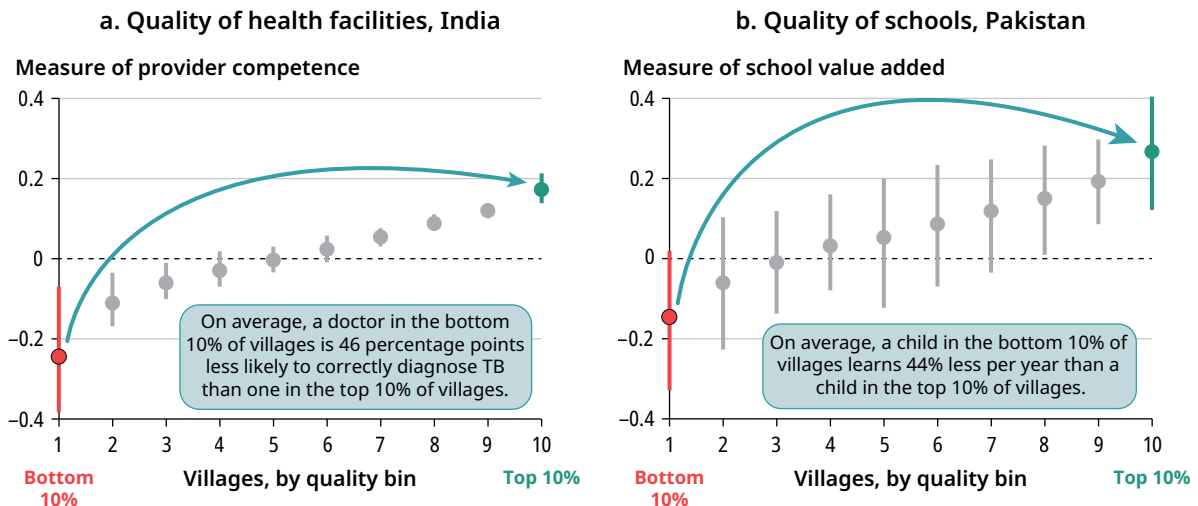 a. Quality of health facilities, India
Measure of provider competence
0.4
0.2
0
–0.2
–0.4
On average, a doctor in the bottom
10% of villages is 46 percentage points
less likely to correctly diagnose TB
than one in the top 10% of villages.
1 2 3 4 5 6 7 8 9 10
Bottom
10%
Villages, by quality bin
Top 10%
b. Quality of schools, Pakistan
Measure of school value added
0.4
0.2
0
–0.2
–0.4
On average, a child in the bottom 10% of
villages learns 44% less per year than a
child in the top 10% of villages.
1 2 3 4 5 6 7 8 9 10
Bottom
10%
Villages, by quality bin
Top 10%